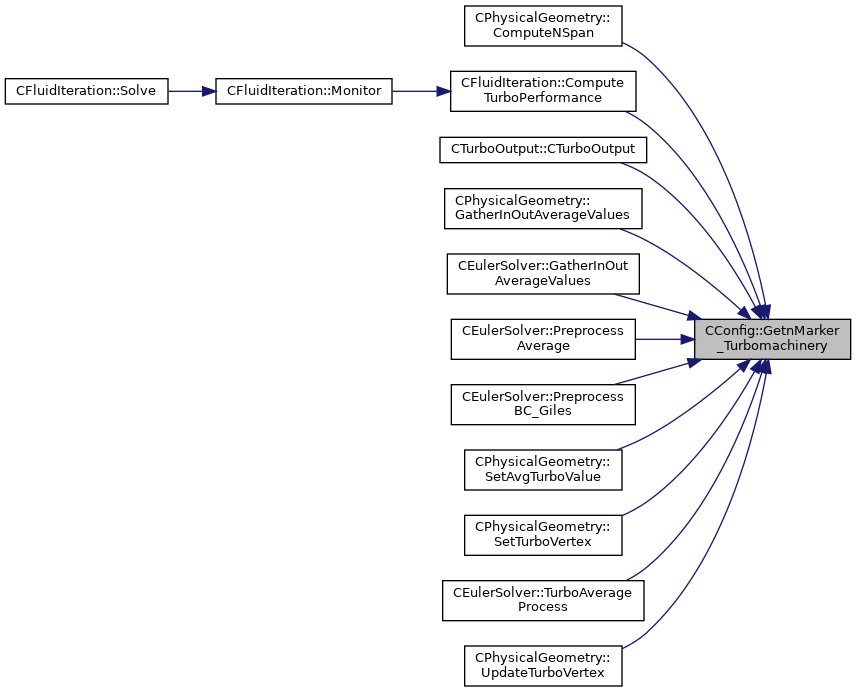 CPhysicalGeometry::
ComputeNSpan
CFluidIteration::Solve
CFluidIteration::Monitor
CFluidIteration::Compute
TurboPerformance
CTurboOutput::CTurboOutput
CPhysicalGeometry::
GatherInOutAverageValues
CEulerSolver::GatherInOut
AverageValues
CEulerSolver::Preprocess
Average
CConfig::GetnMarker
_Turbomachinery
CEulerSolver::Preprocess
BC_Giles
CPhysicalGeometry::
SetAvgTurboValue
CPhysicalGeometry::
SetTurboVertex
CEulerSolver::TurboAverage
Process
CPhysicalGeometry::
UpdateTurboVertex